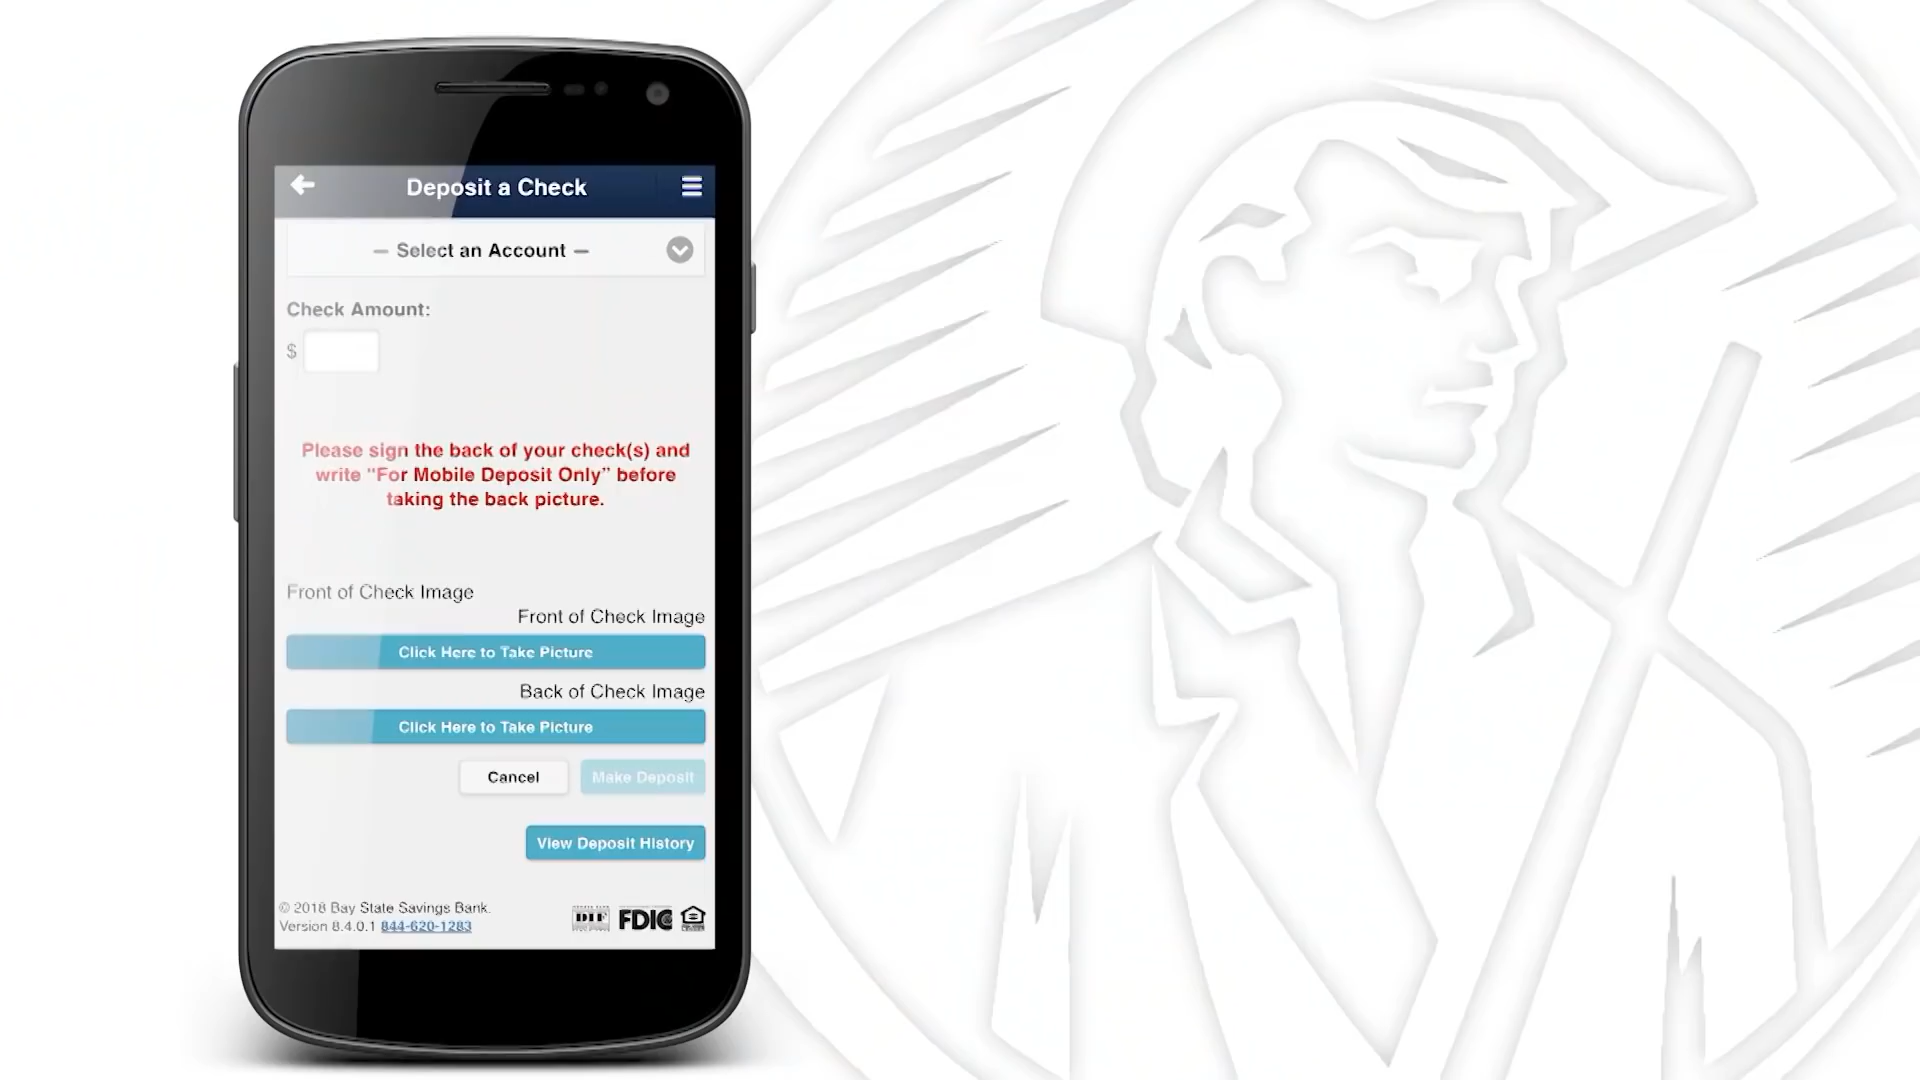 Deposit a Check
— Select an Account —
Check Amount:
$
Please sign the back of your check(s) and
write “For Mobile Deposit Only” before
taking the back picture.
Front of Check Image
Front of Check Image
Click Here to Take Picture
Back of Check Image
Click Here to Take Picture
Cancel
Make Deposit
View Deposit History
© 2018 Bay State Savings Bank.
Version 8.4.0.1 844-620-1283
DIF FDIC